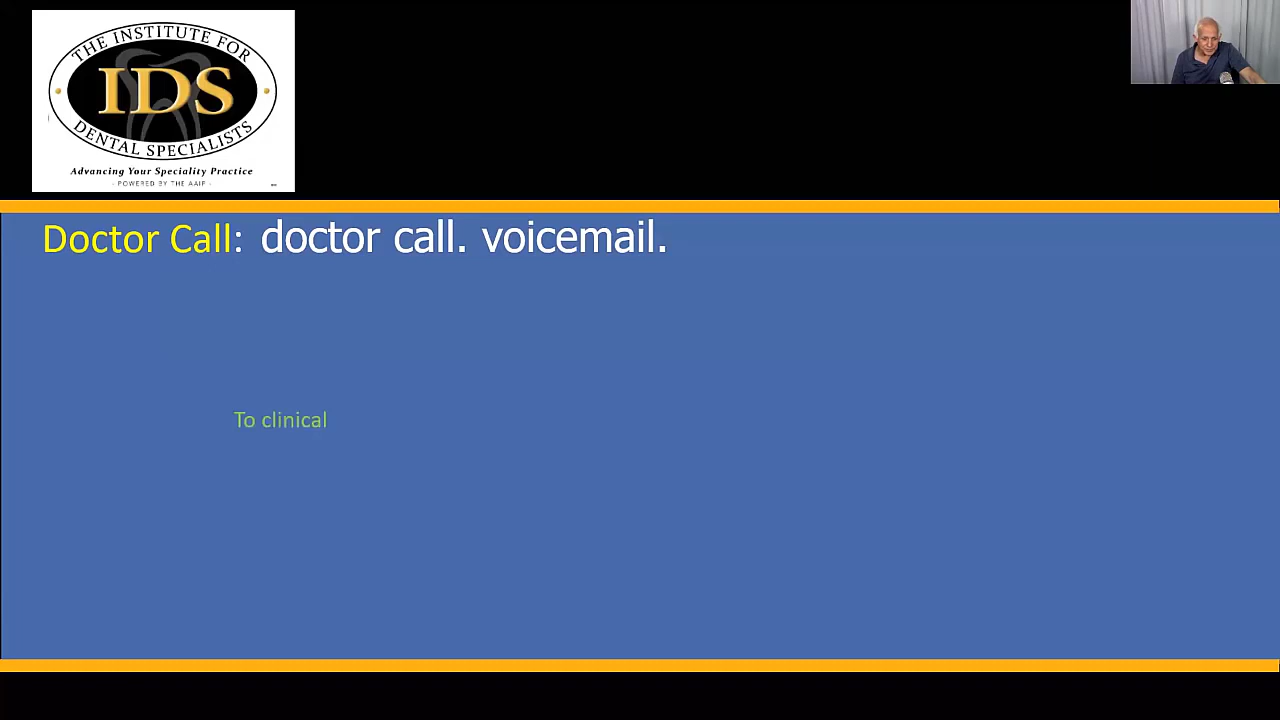 THE INSTITUTE FOR
IDS
DENTAL SPECIALISTS
Advancing Your Speciality Practice
- POWERED BY THE AAIP -
Doctor Call: doctor call. voicemail.
To clinical